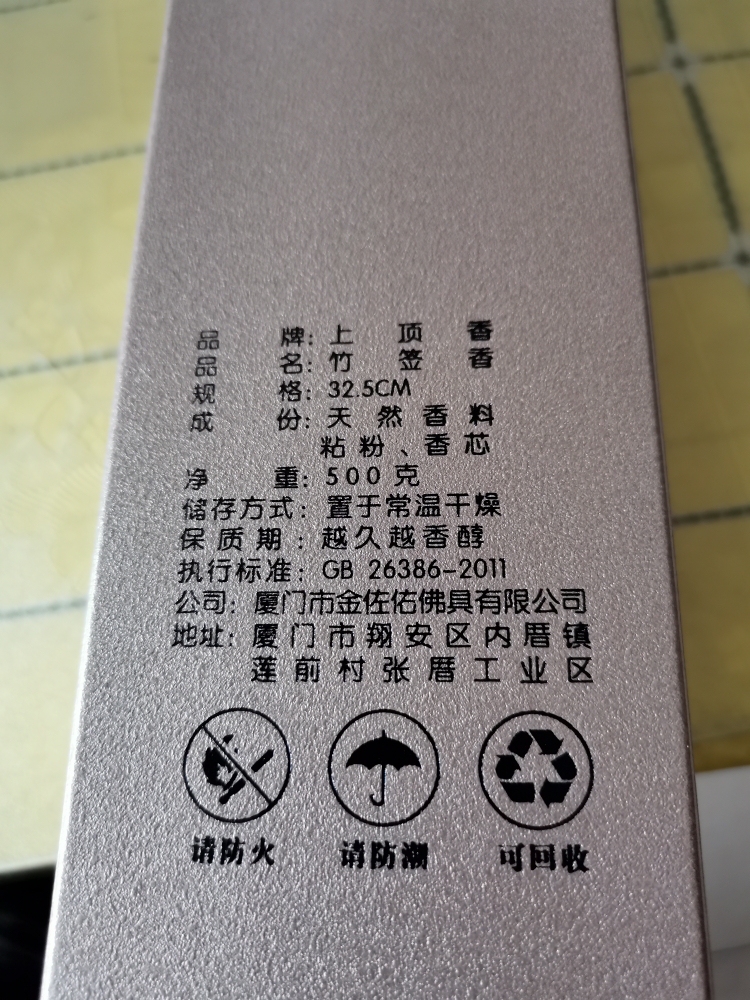 品牌：上顶香
品名：竹签香
规格：32.5CM
成份：天然香料
粘粉、香芯
净重：500克
储存方式：置于常温干燥
保质期：越久越香醇
执行标准：GB 26386-2011
公司：厦门市金佐佑佛具有限公司
地址：厦门市翔安区内厝镇
莲前村张厝工业区
请防火 请防潮 可回收